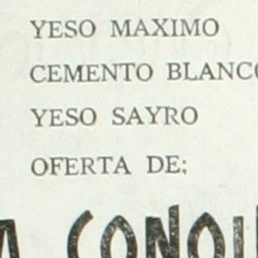 YESO MAXIMO
CEMENTO BLANCO
YESO SAYRO
OFERTA DE: